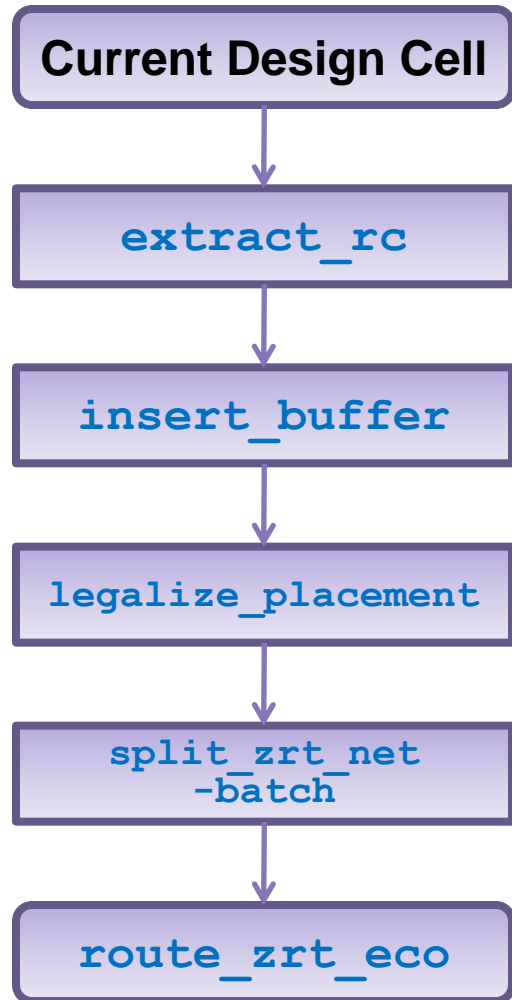 Current Design Cell
extract_rc
insert_buffer
legalize_placement
split_zrt_net
-batch
route_zrt_eco